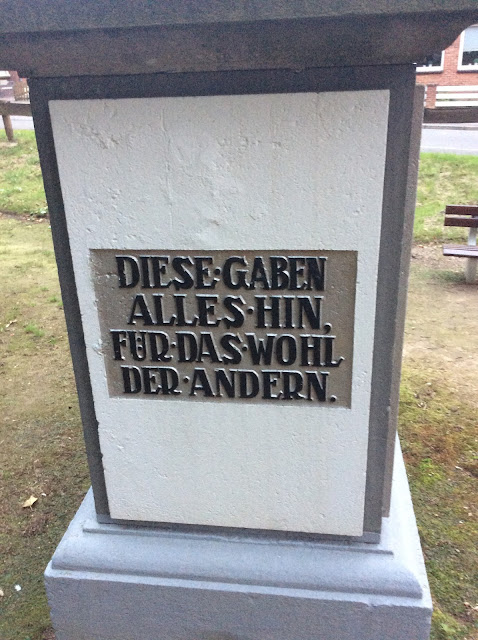 DIESE·GABEN
ALLES·HIN,
FÜR·DAS·WOHL
DER·ANDERN.